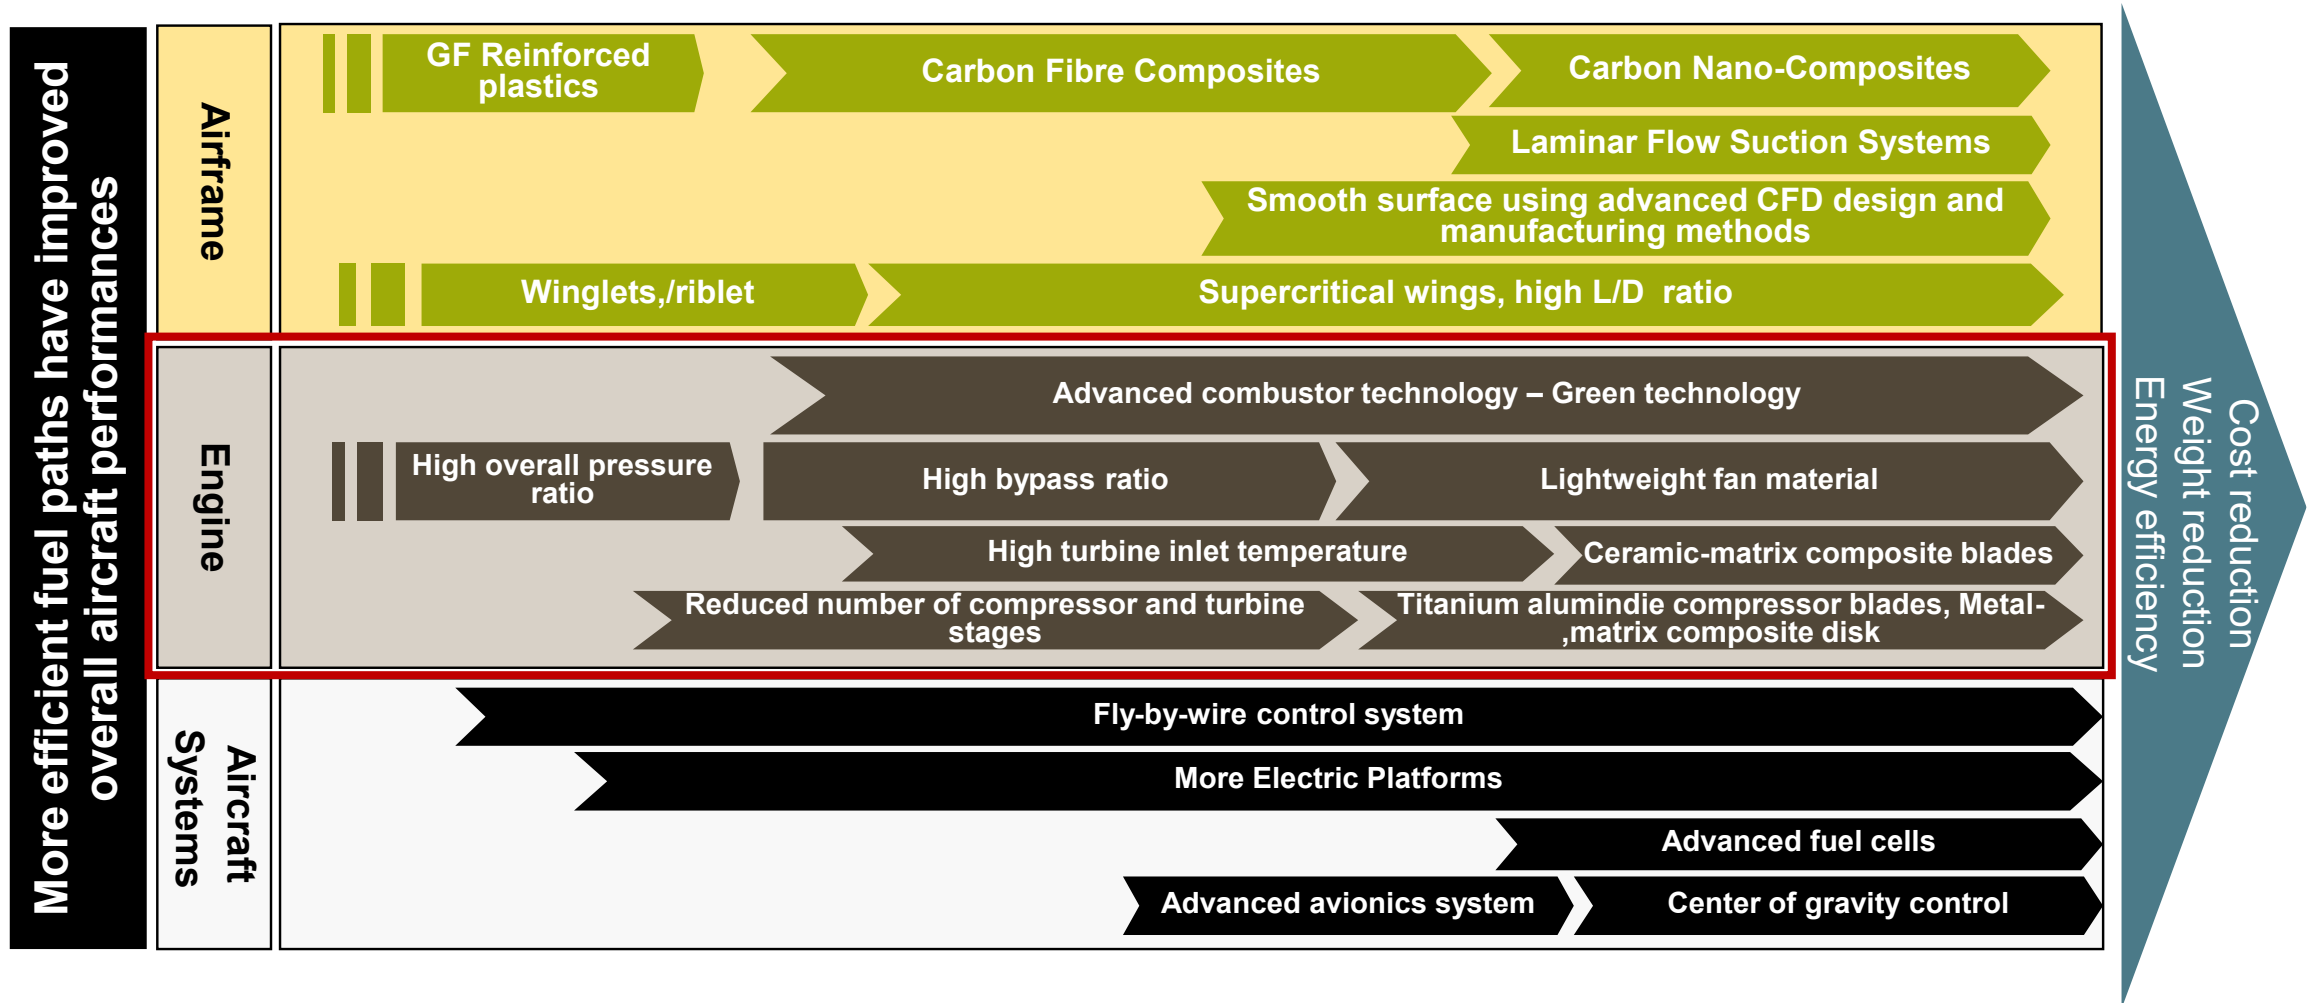 More efficient fuel paths have improved
overall aircraft performances
Airframe
GF Reinforced
plastics
Carbon Fibre Composites
Carbon Nano-Composites
Laminar Flow Suction Systems
Smooth surface using advanced CFD design and
manufacturing methods
Winglets,/riblet
Supercritical wings, high L/D ratio
Engine
Advanced combustor technology – Green technology
High overall pressure
ratio
High bypass ratio
Lightweight fan material
High turbine inlet temperature
Ceramic-matrix composite blades
Reduced number of compressor and turbine
stages
Titanium alumindie compressor blades, Metal-
,matrix composite disk
Aircraft
Systems
Fly-by-wire control system
More Electric Platforms
Advanced fuel cells
Advanced avionics system
Center of gravity control
Cost reduction
Weight reduction
Energy efficiency